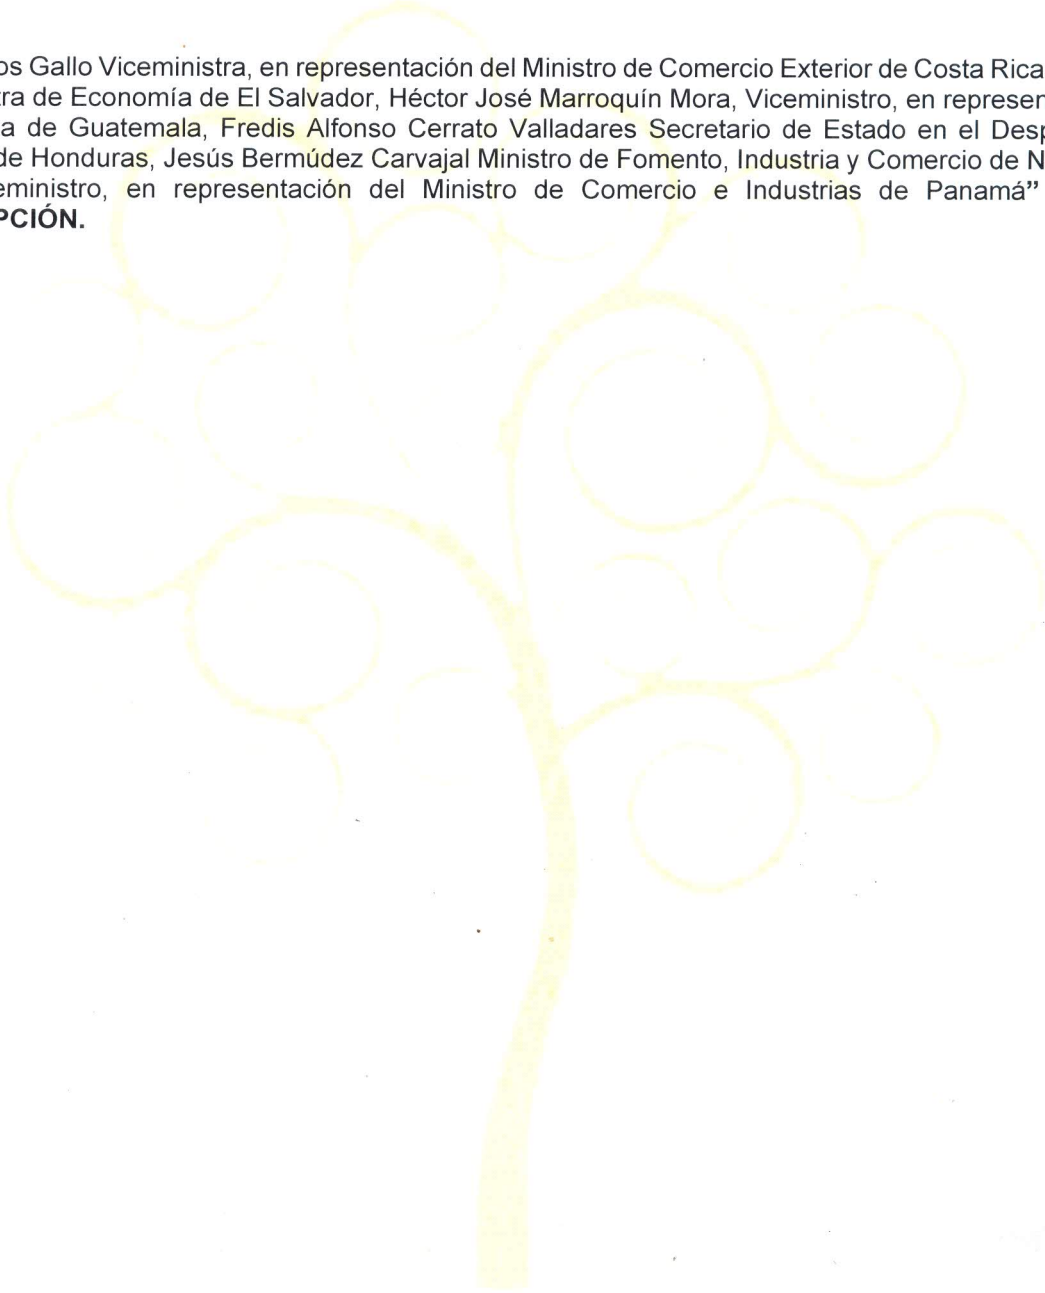 os Gallo Viceministra, en representación del Ministro de Comercio Exterior de Costa Rica
ra de Economía de El Salvador, Héctor José Marroquín Mora, Viceministro, en represen
a de Guatemala, Fredis Alfonso Cerrato Valladares Secretario de Estado en el Desp
de Honduras, Jesús Bermúdez Carvajal Ministro de Fomento, Industria y Comercio de N
eministro, en representación del Ministro de Comercio e Industrias de Panamá”
PCIÓN.